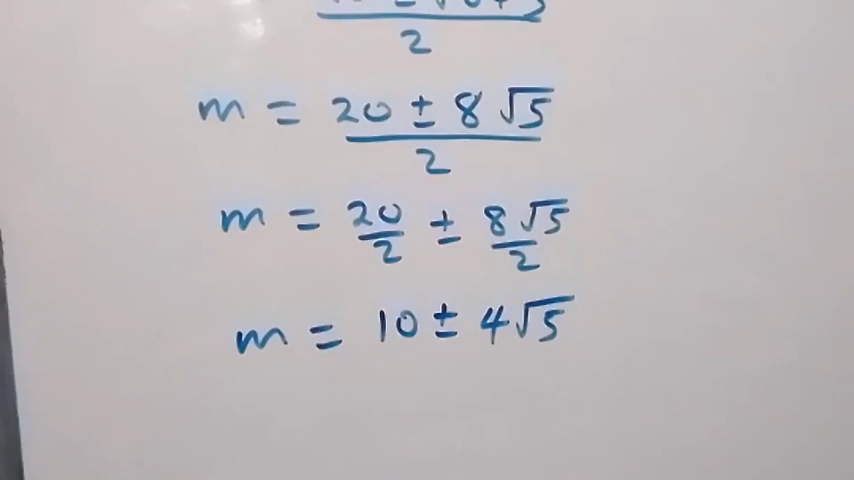 2
m = 20 ± 8√5
2
m = 20/2 ± 8√5/2
m = 10 ± 4√5